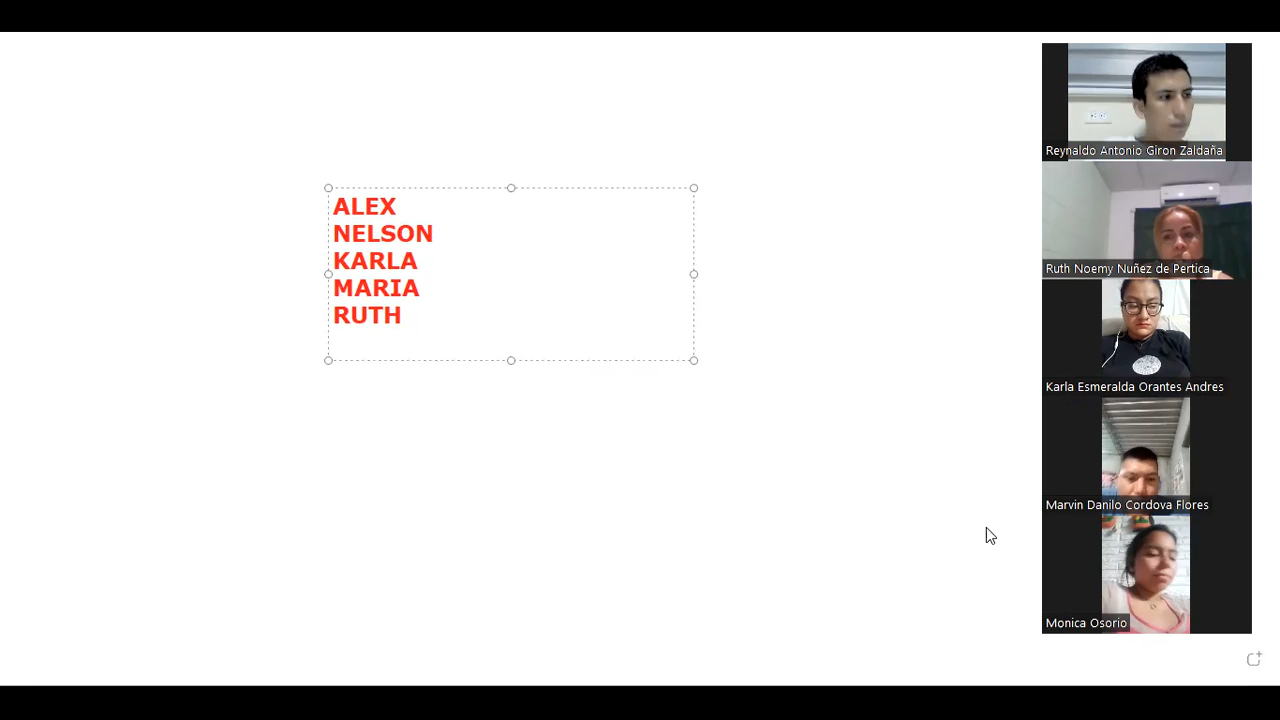 ALEX
NELSON
KARLA
MARIA
RUTH
Reynaldo Antonio Giron Zaldaña
Ruth Noemy Nuñez de Pertica
Karla Esmeralda Orantes Andres
Marvin Danilo Cordova Flores
Monica Osorio